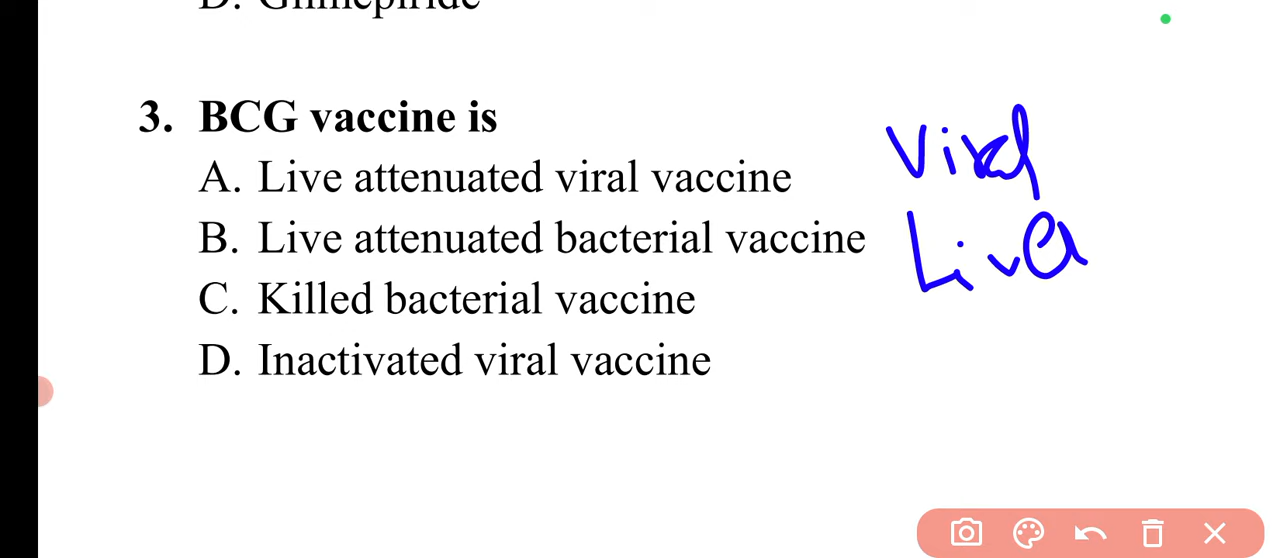 D. Glimepiride
3. BCG vaccine is
A. Live attenuated viral vaccine
B. Live attenuated bacterial vaccine
C. Killed bacterial vaccine
D. Inactivated viral vaccine
Viral
Live